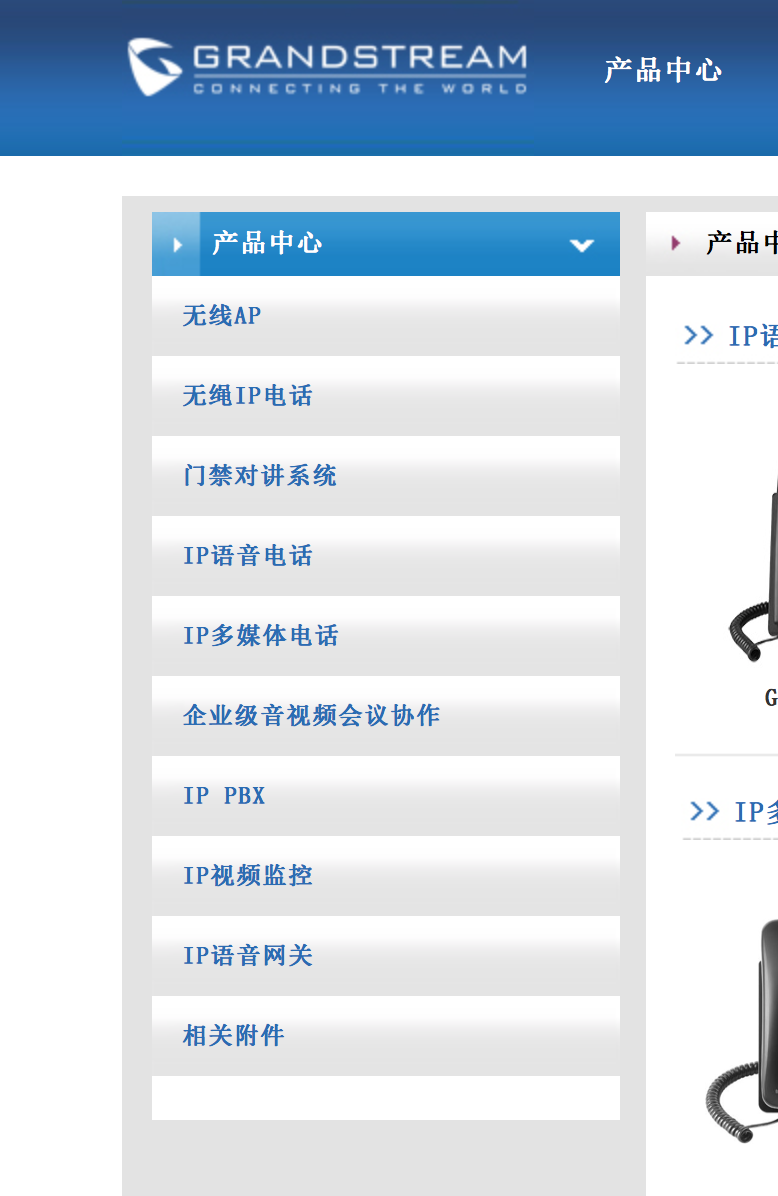 GRANDSTREAM
CONNECTING THE WORLD
产品中心
产品中心
无线AP
无绳IP电话
门禁对讲系统
IP语音电话
IP多媒体电话
企业级音视频会议协作
IP PBX
IP视频监控
IP语音网关
相关附件
产品中
IP语
G
IP多